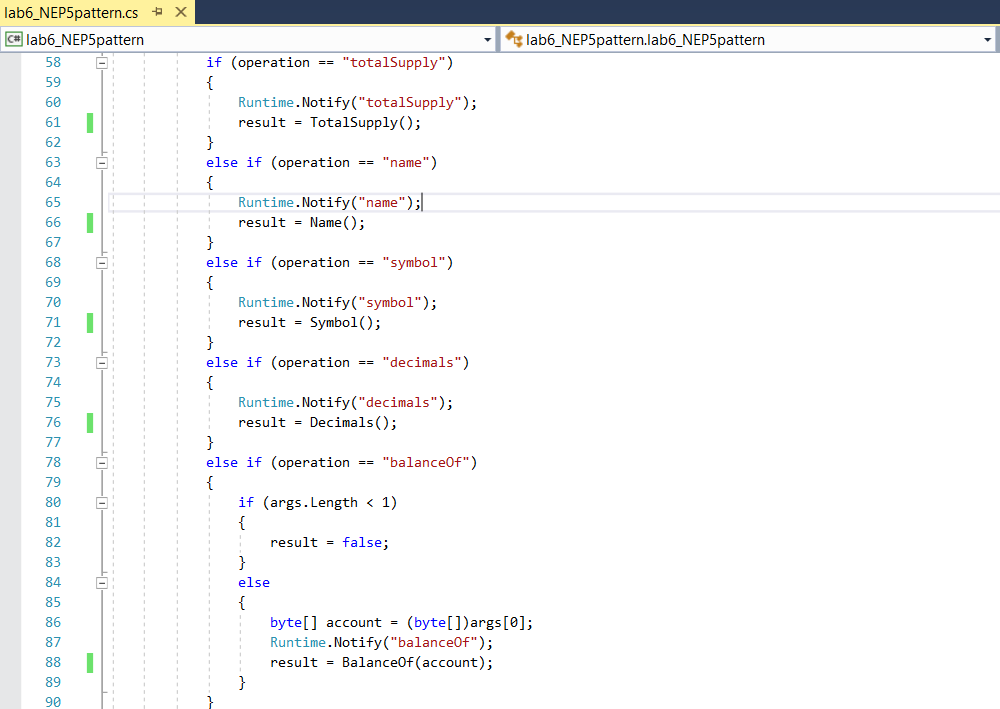 lab6_NEP5pattern.cs
C# lab6_NEP5pattern
lab6_NEP5pattern.lab6_NEP5pattern
58 if (operation == "totalSupply")
59 {
60 Runtime.Notify("totalSupply");
61 result = TotalSupply();
62 }
63 else if (operation == "name")
64 {
65 Runtime.Notify("name");
66 result = Name();
67 }
68 else if (operation == "symbol")
69 {
70 Runtime.Notify("symbol");
71 result = Symbol();
72 }
73 else if (operation == "decimals")
74 {
75 Runtime.Notify("decimals");
76 result = Decimals();
77 }
78 else if (operation == "balanceOf")
79 {
80 if (args.Length < 1)
81 {
82 result = false;
83 }
84 else
85 {
86 byte[] account = (byte[])args[0];
87 Runtime.Notify("balanceOf");
88 result = BalanceOf(account);
89 }
90 }